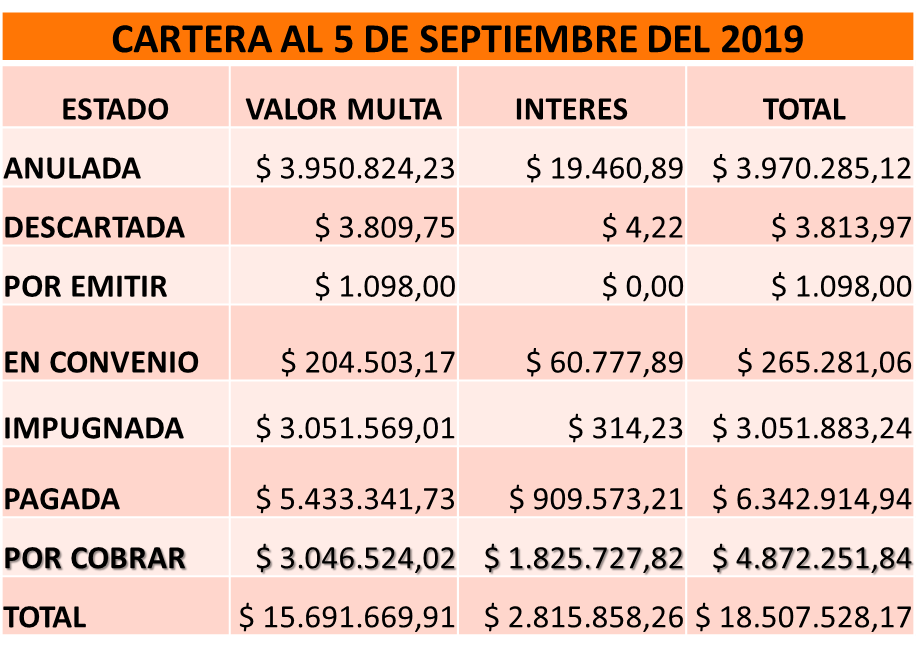 CARTERA AL 5 DE SEPTIEMBRE DEL 2019
ESTADO VALOR MULTA INTERES TOTAL
ANULADA $ 3.950.824,23 $ 19.460,89 $ 3.970.285,12
DESCARTADA $ 3.809,75 $ 4,22 $ 3.813,97
POR EMITIR $ 1.098,00 $ 0,00 $ 1.098,00
EN CONVENIO $ 204.503,17 $ 60.777,89 $ 265.281,06
IMPUGNADA $ 3.051.569,01 $ 314,23 $ 3.051.883,24
PAGADA $ 5.433.341,73 $ 909.573,21 $ 6.342.914,94
POR COBRAR $ 3.046.524,02 $ 1.825.727,82 $ 4.872.251,84
TOTAL $ 15.691.669,91 $ 2.815.858,26 $ 18.507.528,17